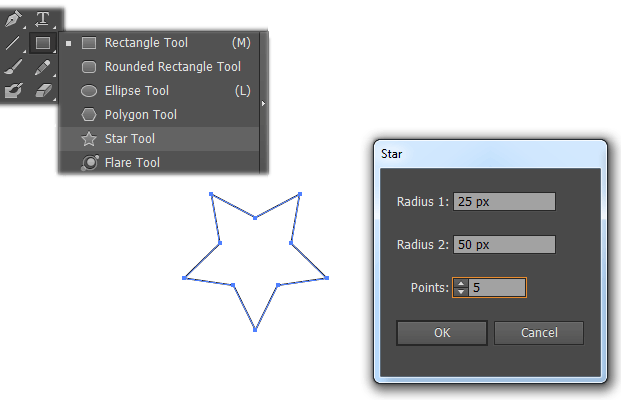 Rectangle Tool (M)
Rounded Rectangle Tool
Ellipse Tool (L)
Polygon Tool
Star Tool
Flare Tool
Star
Radius 1: 25 px
Radius 2: 50 px
Points: 5
OK Cancel